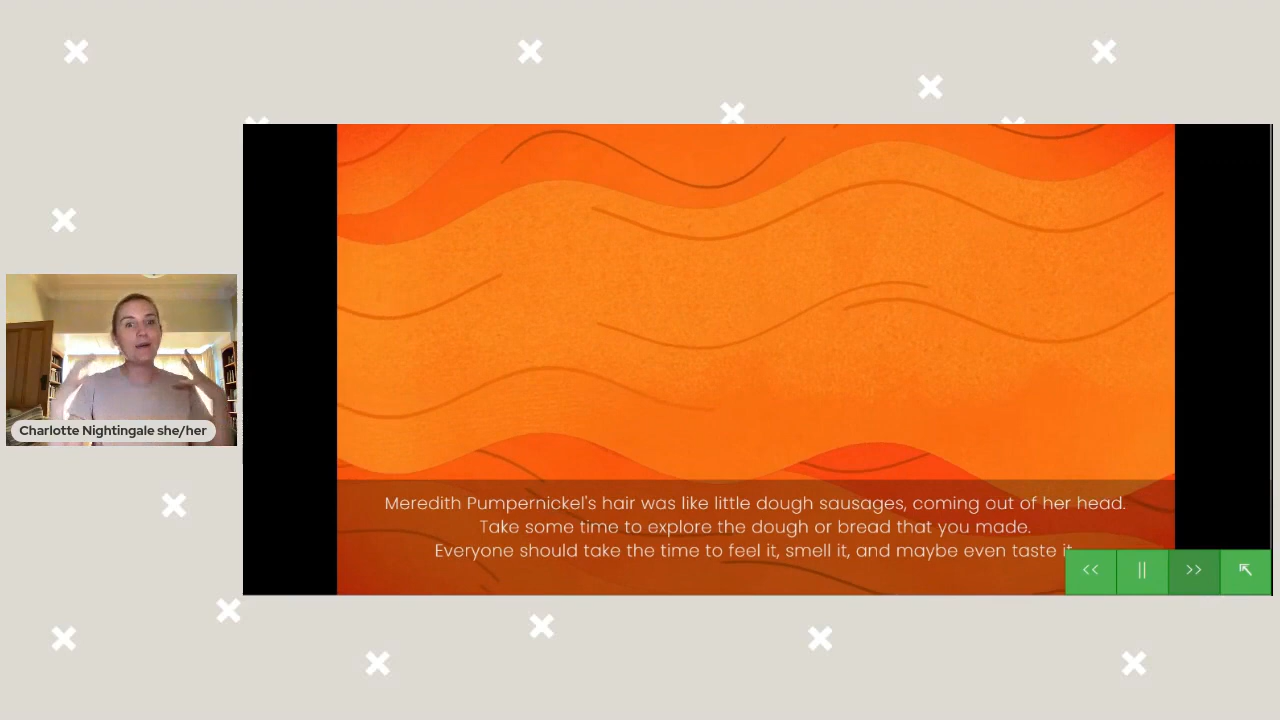 Charlotte Nightingale she/her
Meredith Pumpernickel's hair was like little dough sausages, coming out of her head.
Take some time to explore the dough or bread that you made.
Everyone should take the time to feel it, smell it, and maybe even taste it
<< || >>